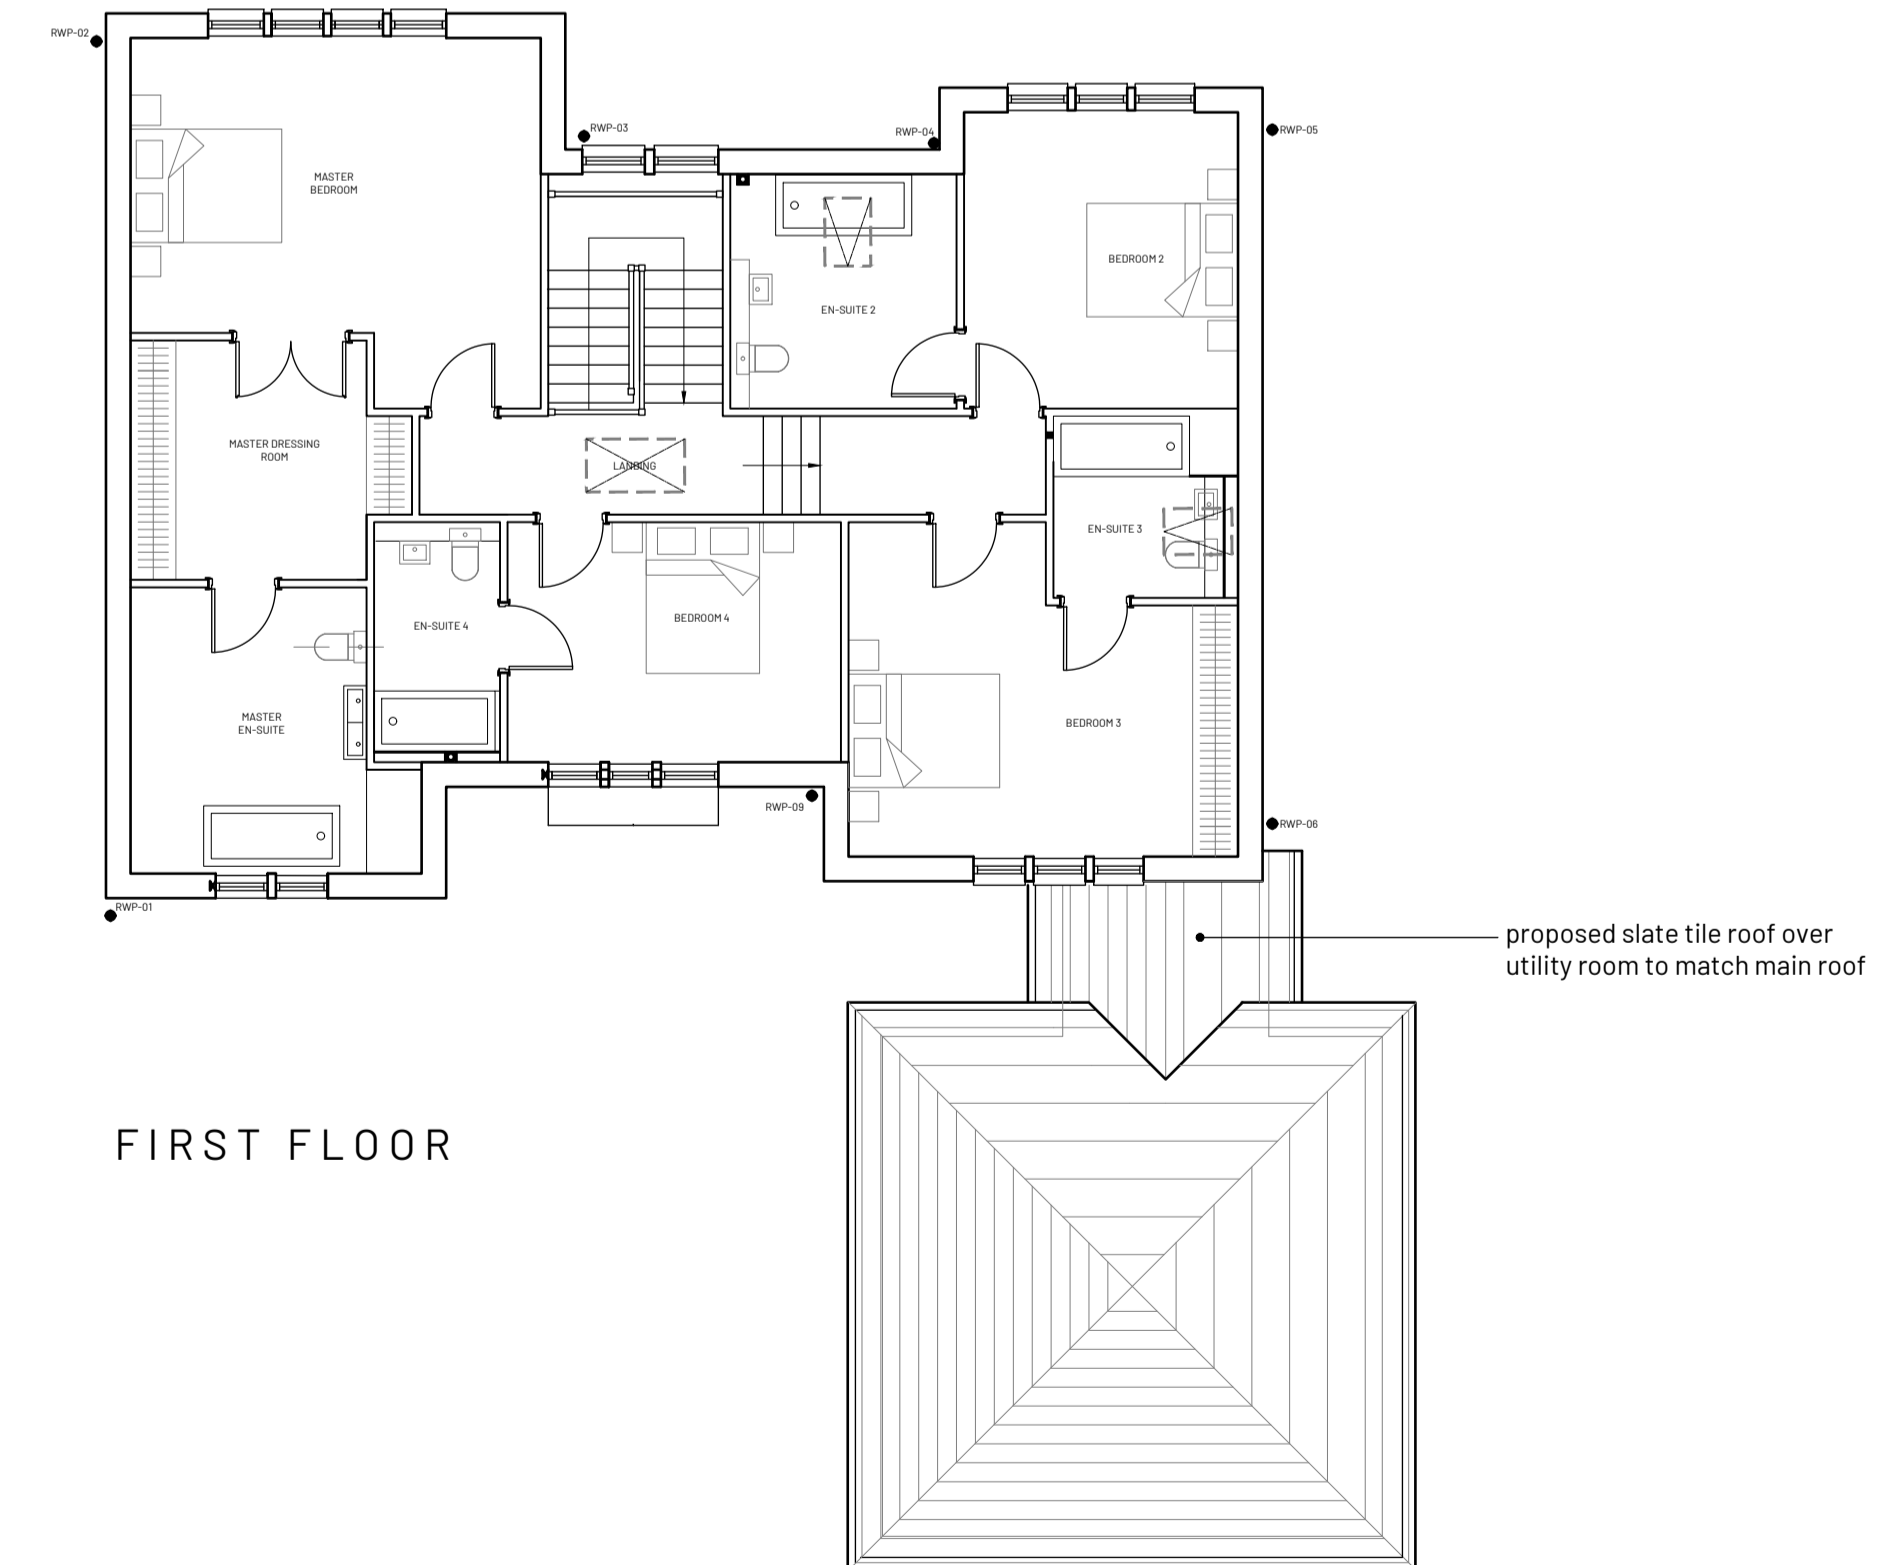 RWP-02
RWP-03
RWP-04
RWP-05
MASTER
BEDROOM
BEDROOM 2
EN-SUITE 2
MASTER DRESSING
ROOM
LANDING
EN-SUITE 3
EN-SUITE 4
BEDROOM 4
MASTER
EN-SUITE
BEDROOM 3
RWP-09
RWP-06
RWP-01
proposed slate tile roof over
utility room to match main roof
FIRST FLOOR